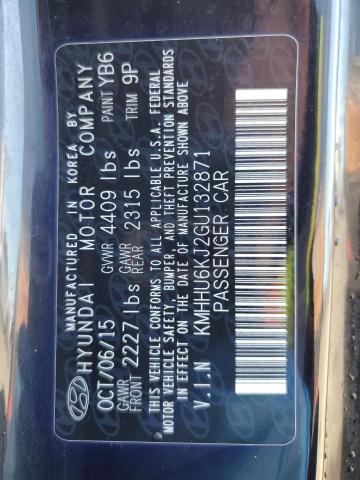 MANUFACTURED IN KOREA BY
HYUNDAI MOTOR COMPANY
OCT/06/15 GVWR 4409 lbs PAINT YB6
GAWR FRONT 2227 lbs GAWR REAR 2315 lbs TRIM 9P
THIS VEHICLE CONFORMS TO ALL APPLICABLE U.S.A. FEDERAL
MOTOR VEHICLE SAFETY, BUMPER, AND THEFT PREVENTION STANDARDS
IN EFFECT ON THE DATE OF MANUFACTURE SHOWN ABOVE
V.I.N KMHHU6KJ2GU132871
PASSENGER CAR